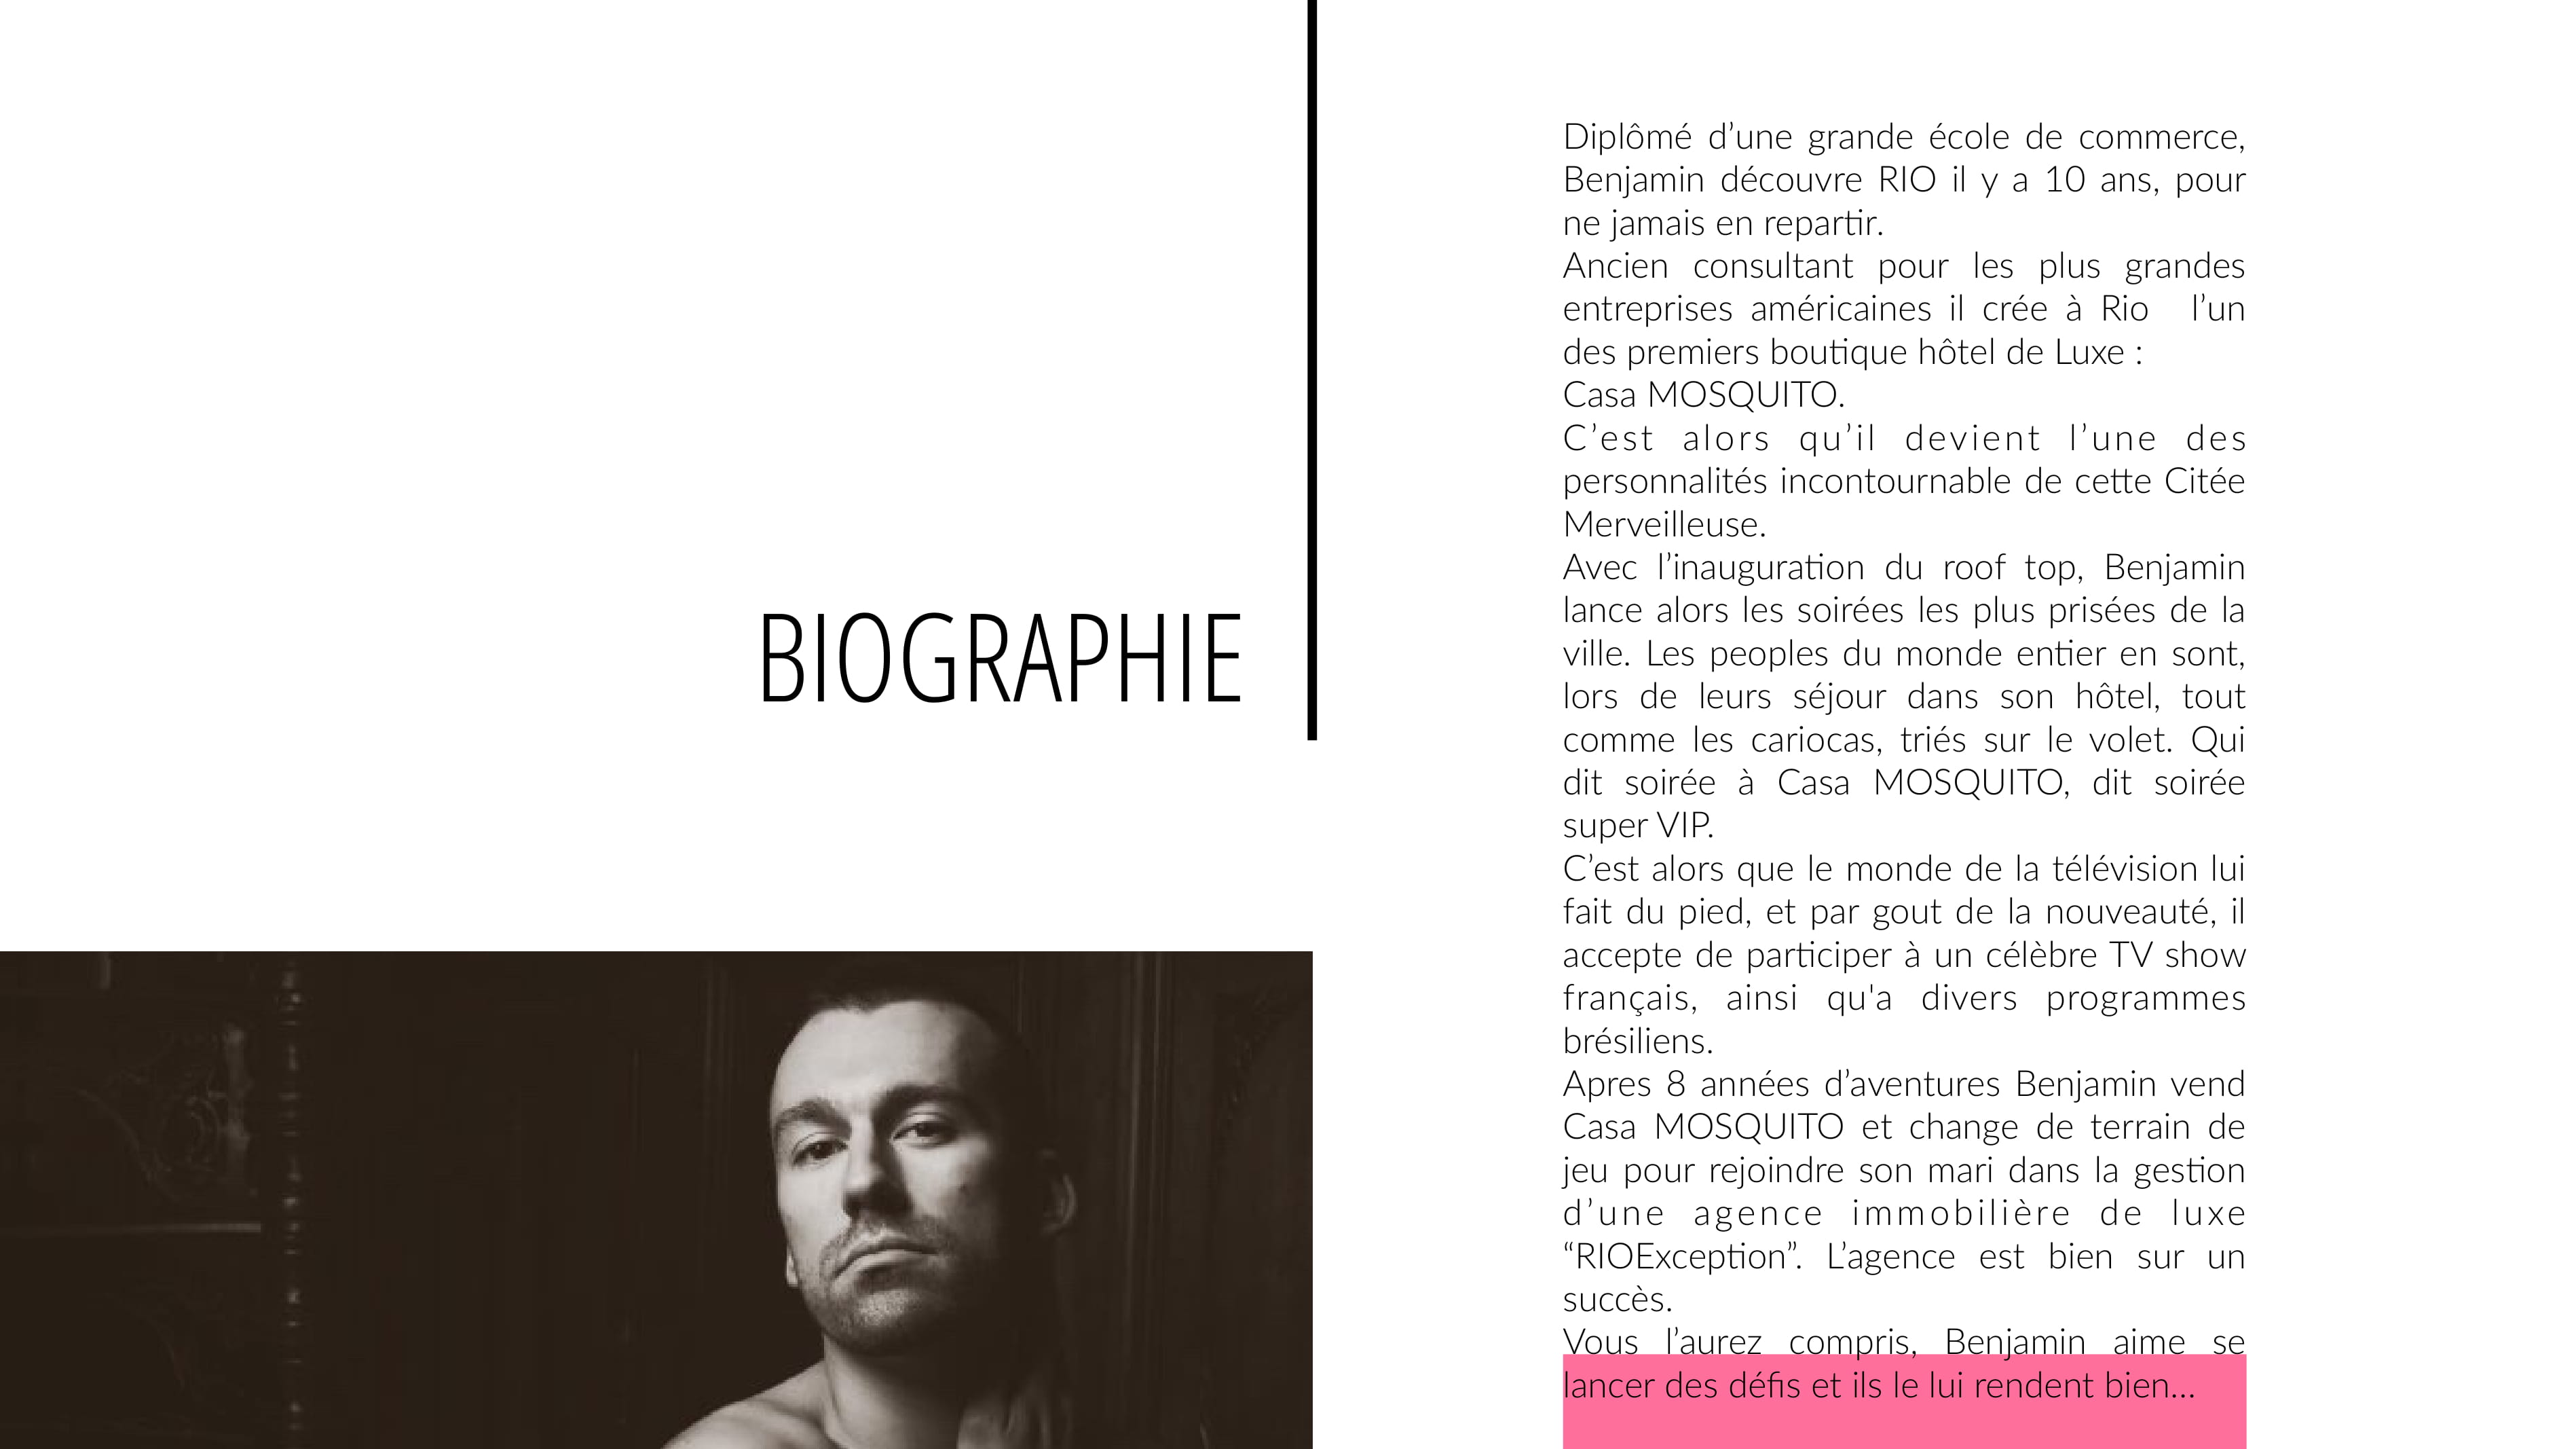 BIOGRAPHIE
Diplômé d’une grande école de commerce,
Benjamin découvre RIO il y a 10 ans, pour
ne jamais en repartir.
Ancien consultant pour les plus grandes
entreprises américaines il crée à Rio l’un
des premiers boutique hôtel de Luxe :
Casa MOSQUITO.
C’est alors qu’il devient l’une des
personnalités incontournable de cette Citée
Merveilleuse.
Avec l’inauguration du roof top, Benjamin
lance alors les soirées les plus prisées de la
ville. Les peoples du monde entier en sont,
lors de leurs séjour dans son hôtel, tout
comme les cariocas, triés sur le volet. Qui
dit soirée à Casa MOSQUITO, dit soirée
super VIP.
C’est alors que le monde de la télévision lui
fait du pied, et par gout de la nouveauté, il
accepte de participer à un célèbre TV show
français, ainsi qu'a divers programmes
brésiliens.
Apres 8 années d’aventures Benjamin vend
Casa MOSQUITO et change de terrain de
jeu pour rejoindre son mari dans la gestion
d’une agence immobilière de luxe
“RIOException”. L’agence est bien sur un
succès.
Vous l’aurez compris, Benjamin aime se
lancer des défis et ils le lui rendent bien...